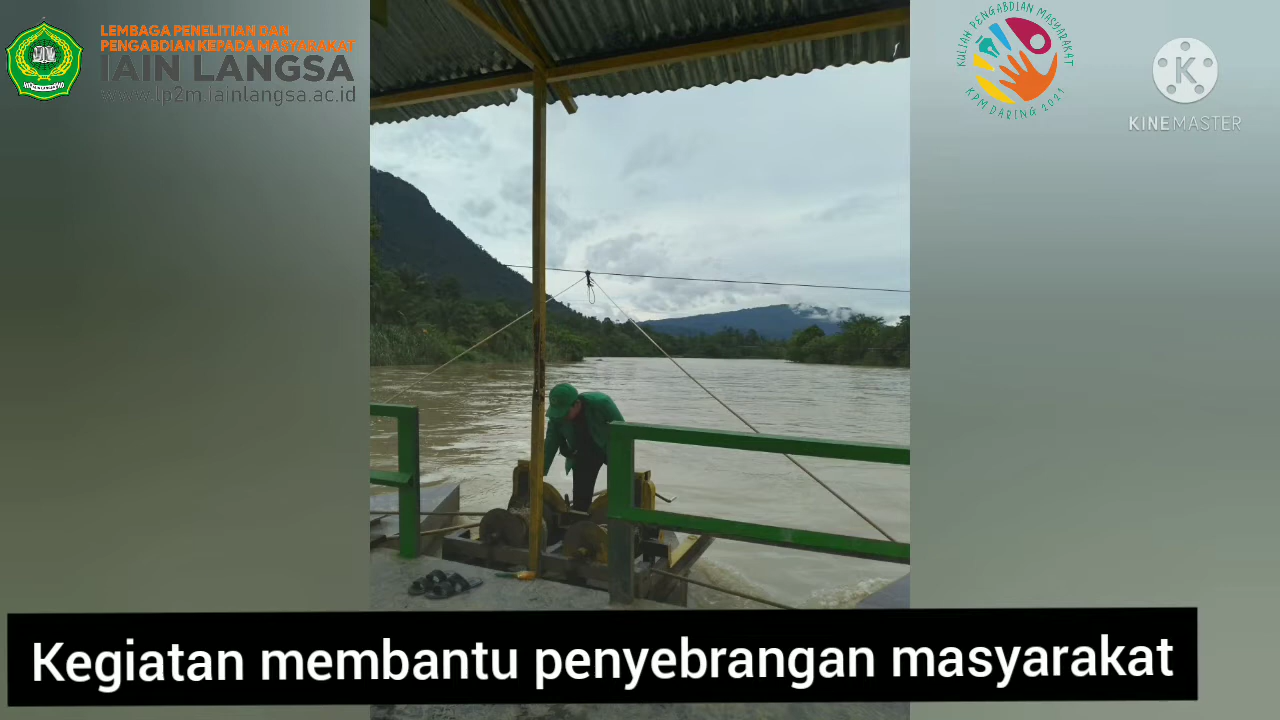 LEMBAGA PENELITIAN DAN
PENGABDIAN KEPADA MASYARAKAT
IAIN LANGSA
www.lp2m.iainlangsa.ac.id
KULIAH PENGABDIAN MASYARAKAT
KPM DARING 2021
K
KINEMASTER
Kegiatan membantu penyebrangan masyarakat